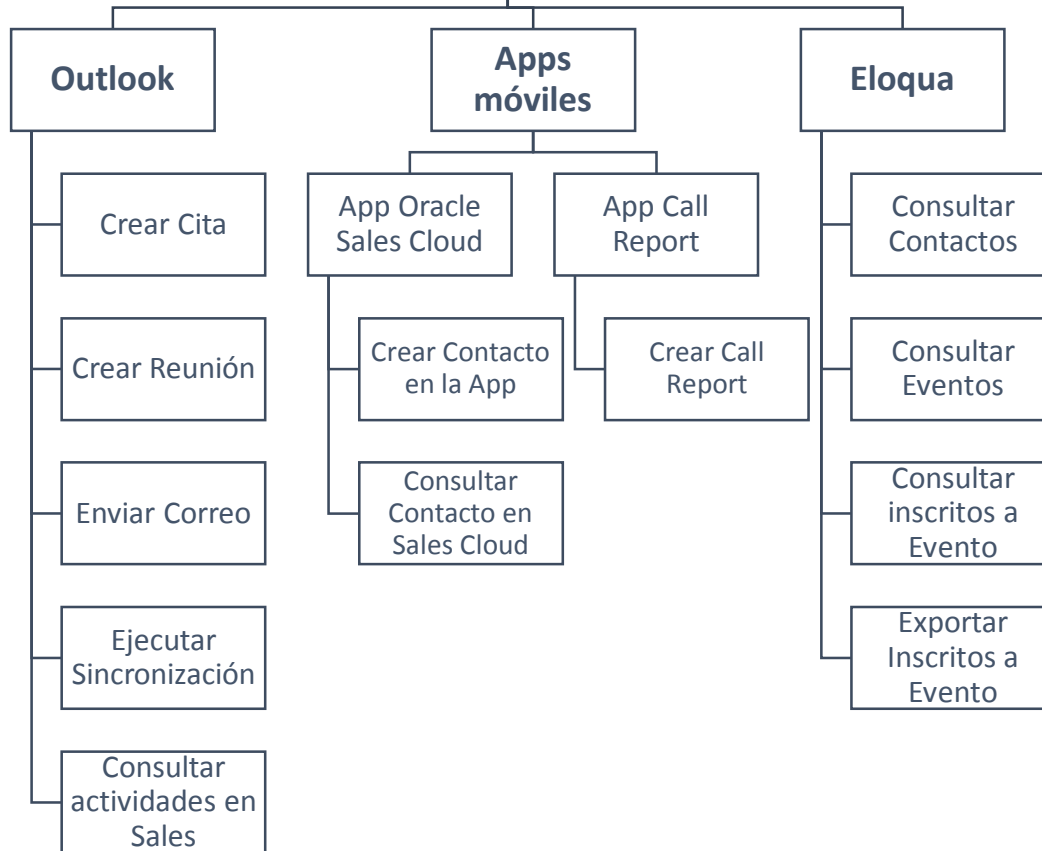 Outlook
Crear Cita
Crear Reunión
Enviar Correo
Ejecutar
Sincronización
Consultar
actividades en
Sales
Apps
móviles
App Oracle
Sales Cloud
Crear Contacto
en la App
Consultar
Contacto en
Sales Cloud
App Call
Report
Crear Call
Report
Eloqua
Consultar
Contactos
Consultar
Eventos
Consultar
inscritos a
Evento
Exportar
Inscritos a
Evento